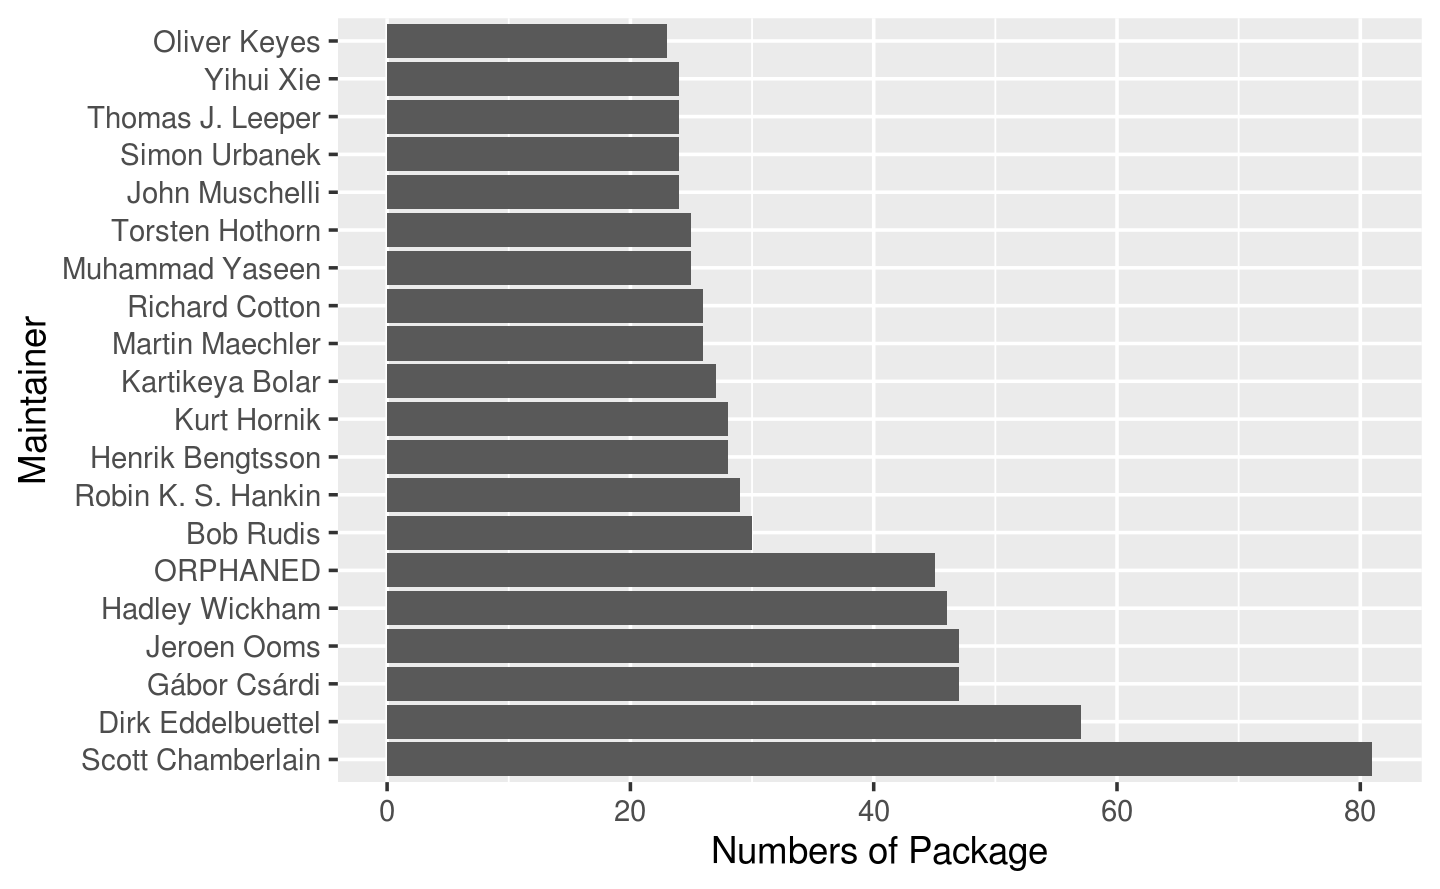 Oliver Keyes
Yihui Xie
Thomas J. Leeper
Simon Urbanek
John Muschelli
Torsten Hothorn
Muhammad Yaseen
Richard Cotton
Martin Maechler
Kartikeya Bolar
Kurt Hornik
Henrik Bengtsson
Robin K. S. Hankin
Bob Rudis
ORPHANED
Hadley Wickham
Jeroen Ooms
Gábor Csárdi
Dirk Eddelbuettel
Scott Chamberlain
Maintainer
0 20 40 60 80
Numbers of Package